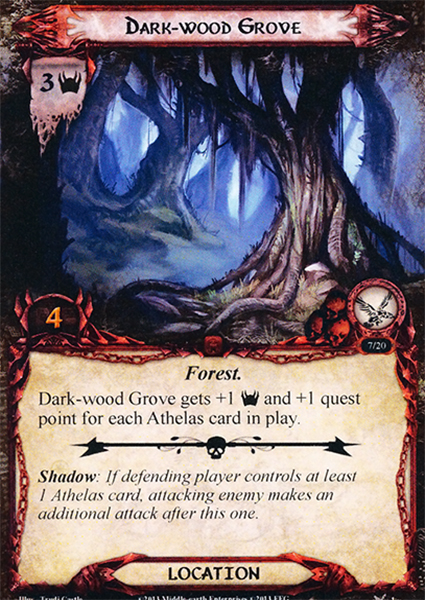 DARK-WOOD GROVE
3
4
7/20
Forest.
Dark-wood Grove gets +1 and +1 quest
point for each Athelas card in play.
Shadow: If defending player controls at least
1 Athelas card, attacking enemy makes an
additional attack after this one.
LOCATION